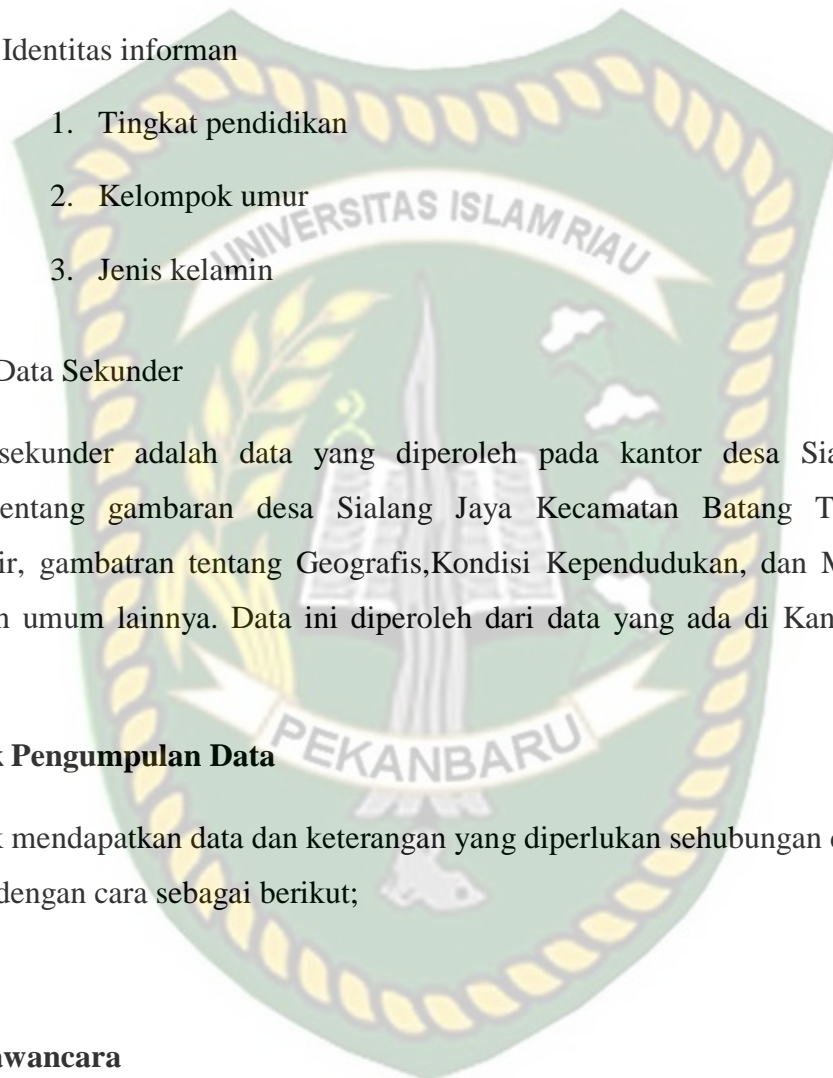 Identitas informan
1. Tingkat pendidikan
2. Kelompok umur
UNIVERSITAS ISLAM RIAU
3. Jenis kelamin
Data Sekunder
sekunder adalah data yang diperoleh pada kantor desa Sia
entang gambaran desa Sialang Jaya Kecamatan Batang T
ir, gambatran tentang Geografis,Kondisi Kependudukan, dan M
n umum lainnya. Data ini diperoleh dari data yang ada di Kan
PEKANBARU
k Pengumpulan Data
k mendapatkan data dan keterangan yang diperlukan sehubungan
dengan cara sebagai berikut;
awancara